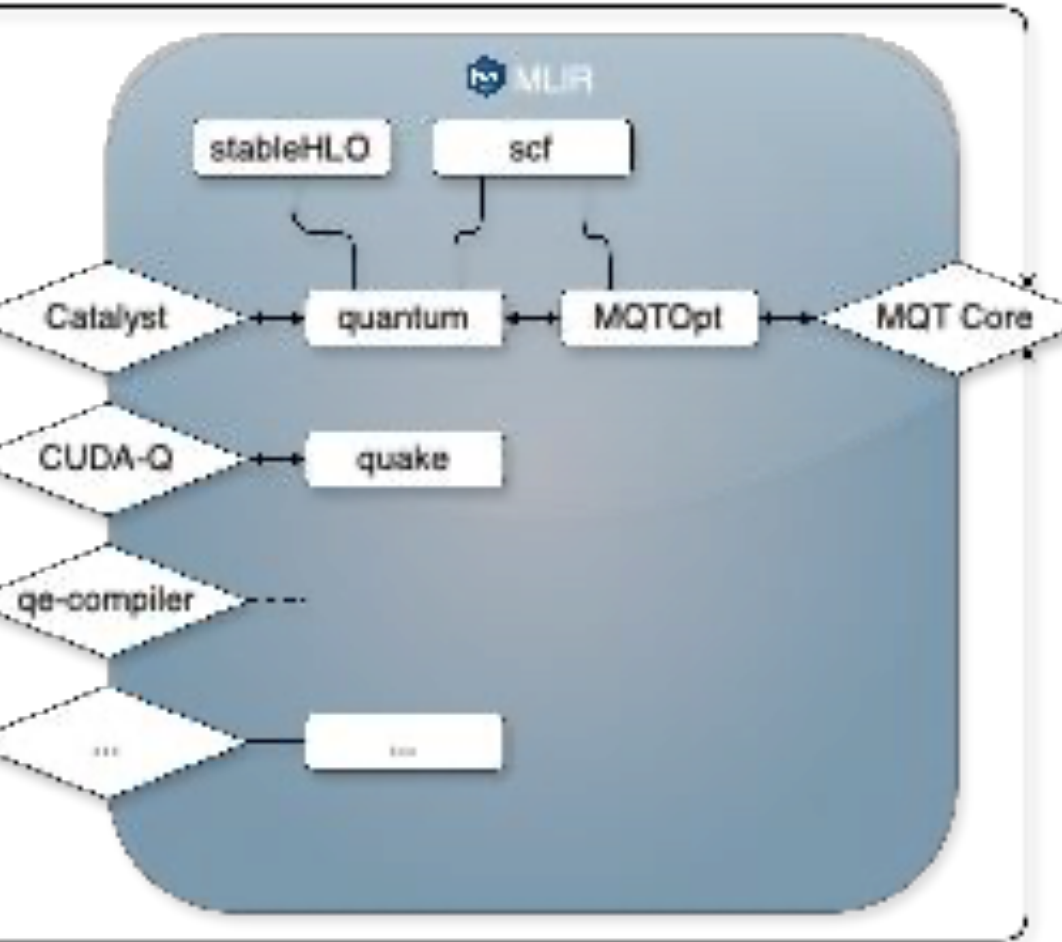 MLIR
stableHLO scf
Catalyst quantum MQTOpt MQT Core
CUDA-Q quake
qe-compiler
... ...